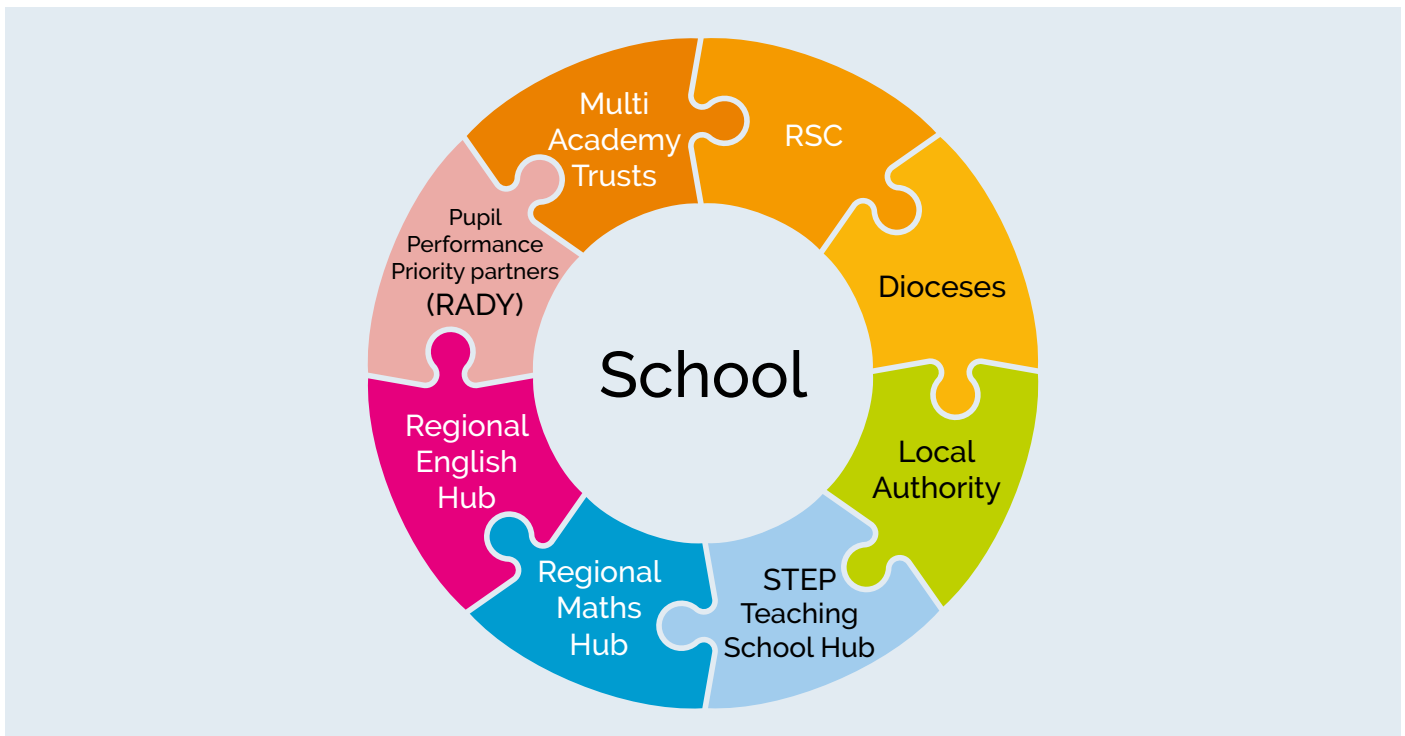 Multi
Academy
Trusts
RSC
Dioceses
Local
Authority
STEP
Teaching
School Hub
Regional
Maths
Hub
Regional
English
Hub
Pupil
Performance
Priority partners
(RADY)
School